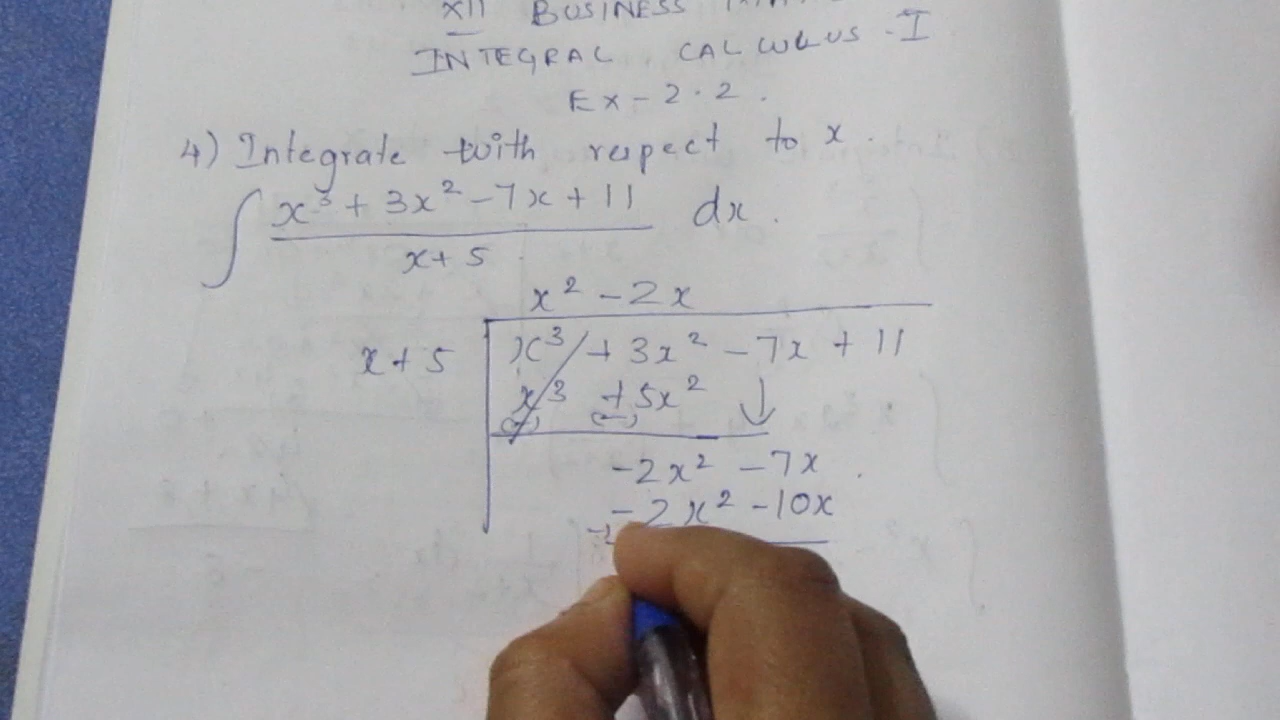 XII BUSINESS
INTEGRAL CALCULUS - I
Ex - 2.2.
4) Integrate with respect to x.
∫ x³ + 3x² - 7x + 11 / x + 5 dx.
x² - 2x
x + 5 x³ + 3x² - 7x + 11
x³ + 5x² ↓
(-) (-)
-2x² - 7x
-2x² - 10x